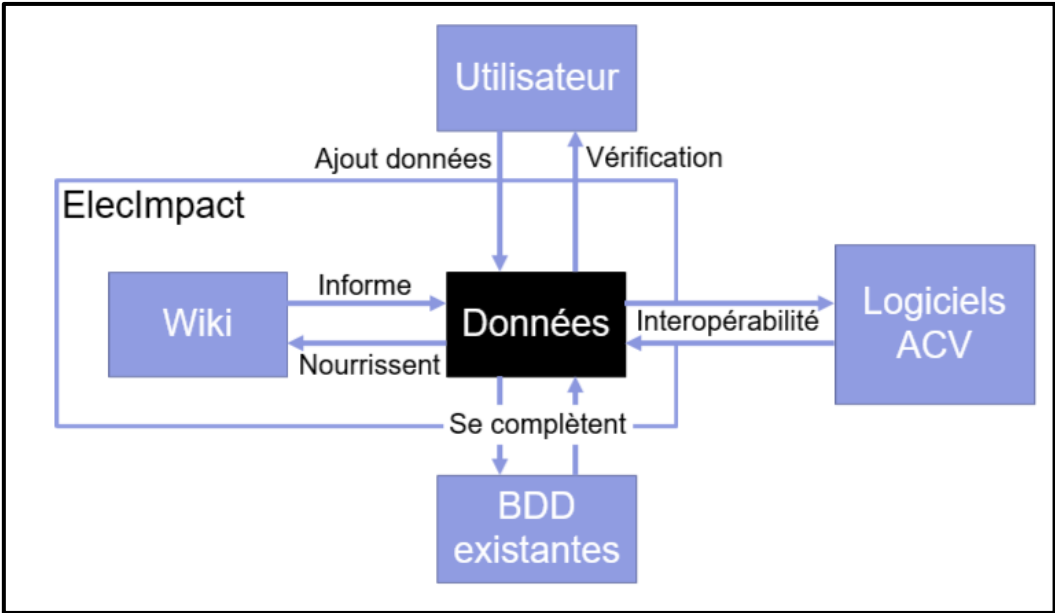 Utilisateur
Ajout données
Vérification
ElecImpact
Wiki
Informe
Nourrissent
Données
Interopérabilité
Logiciels
ACV
Se complètent
BDD
existantes